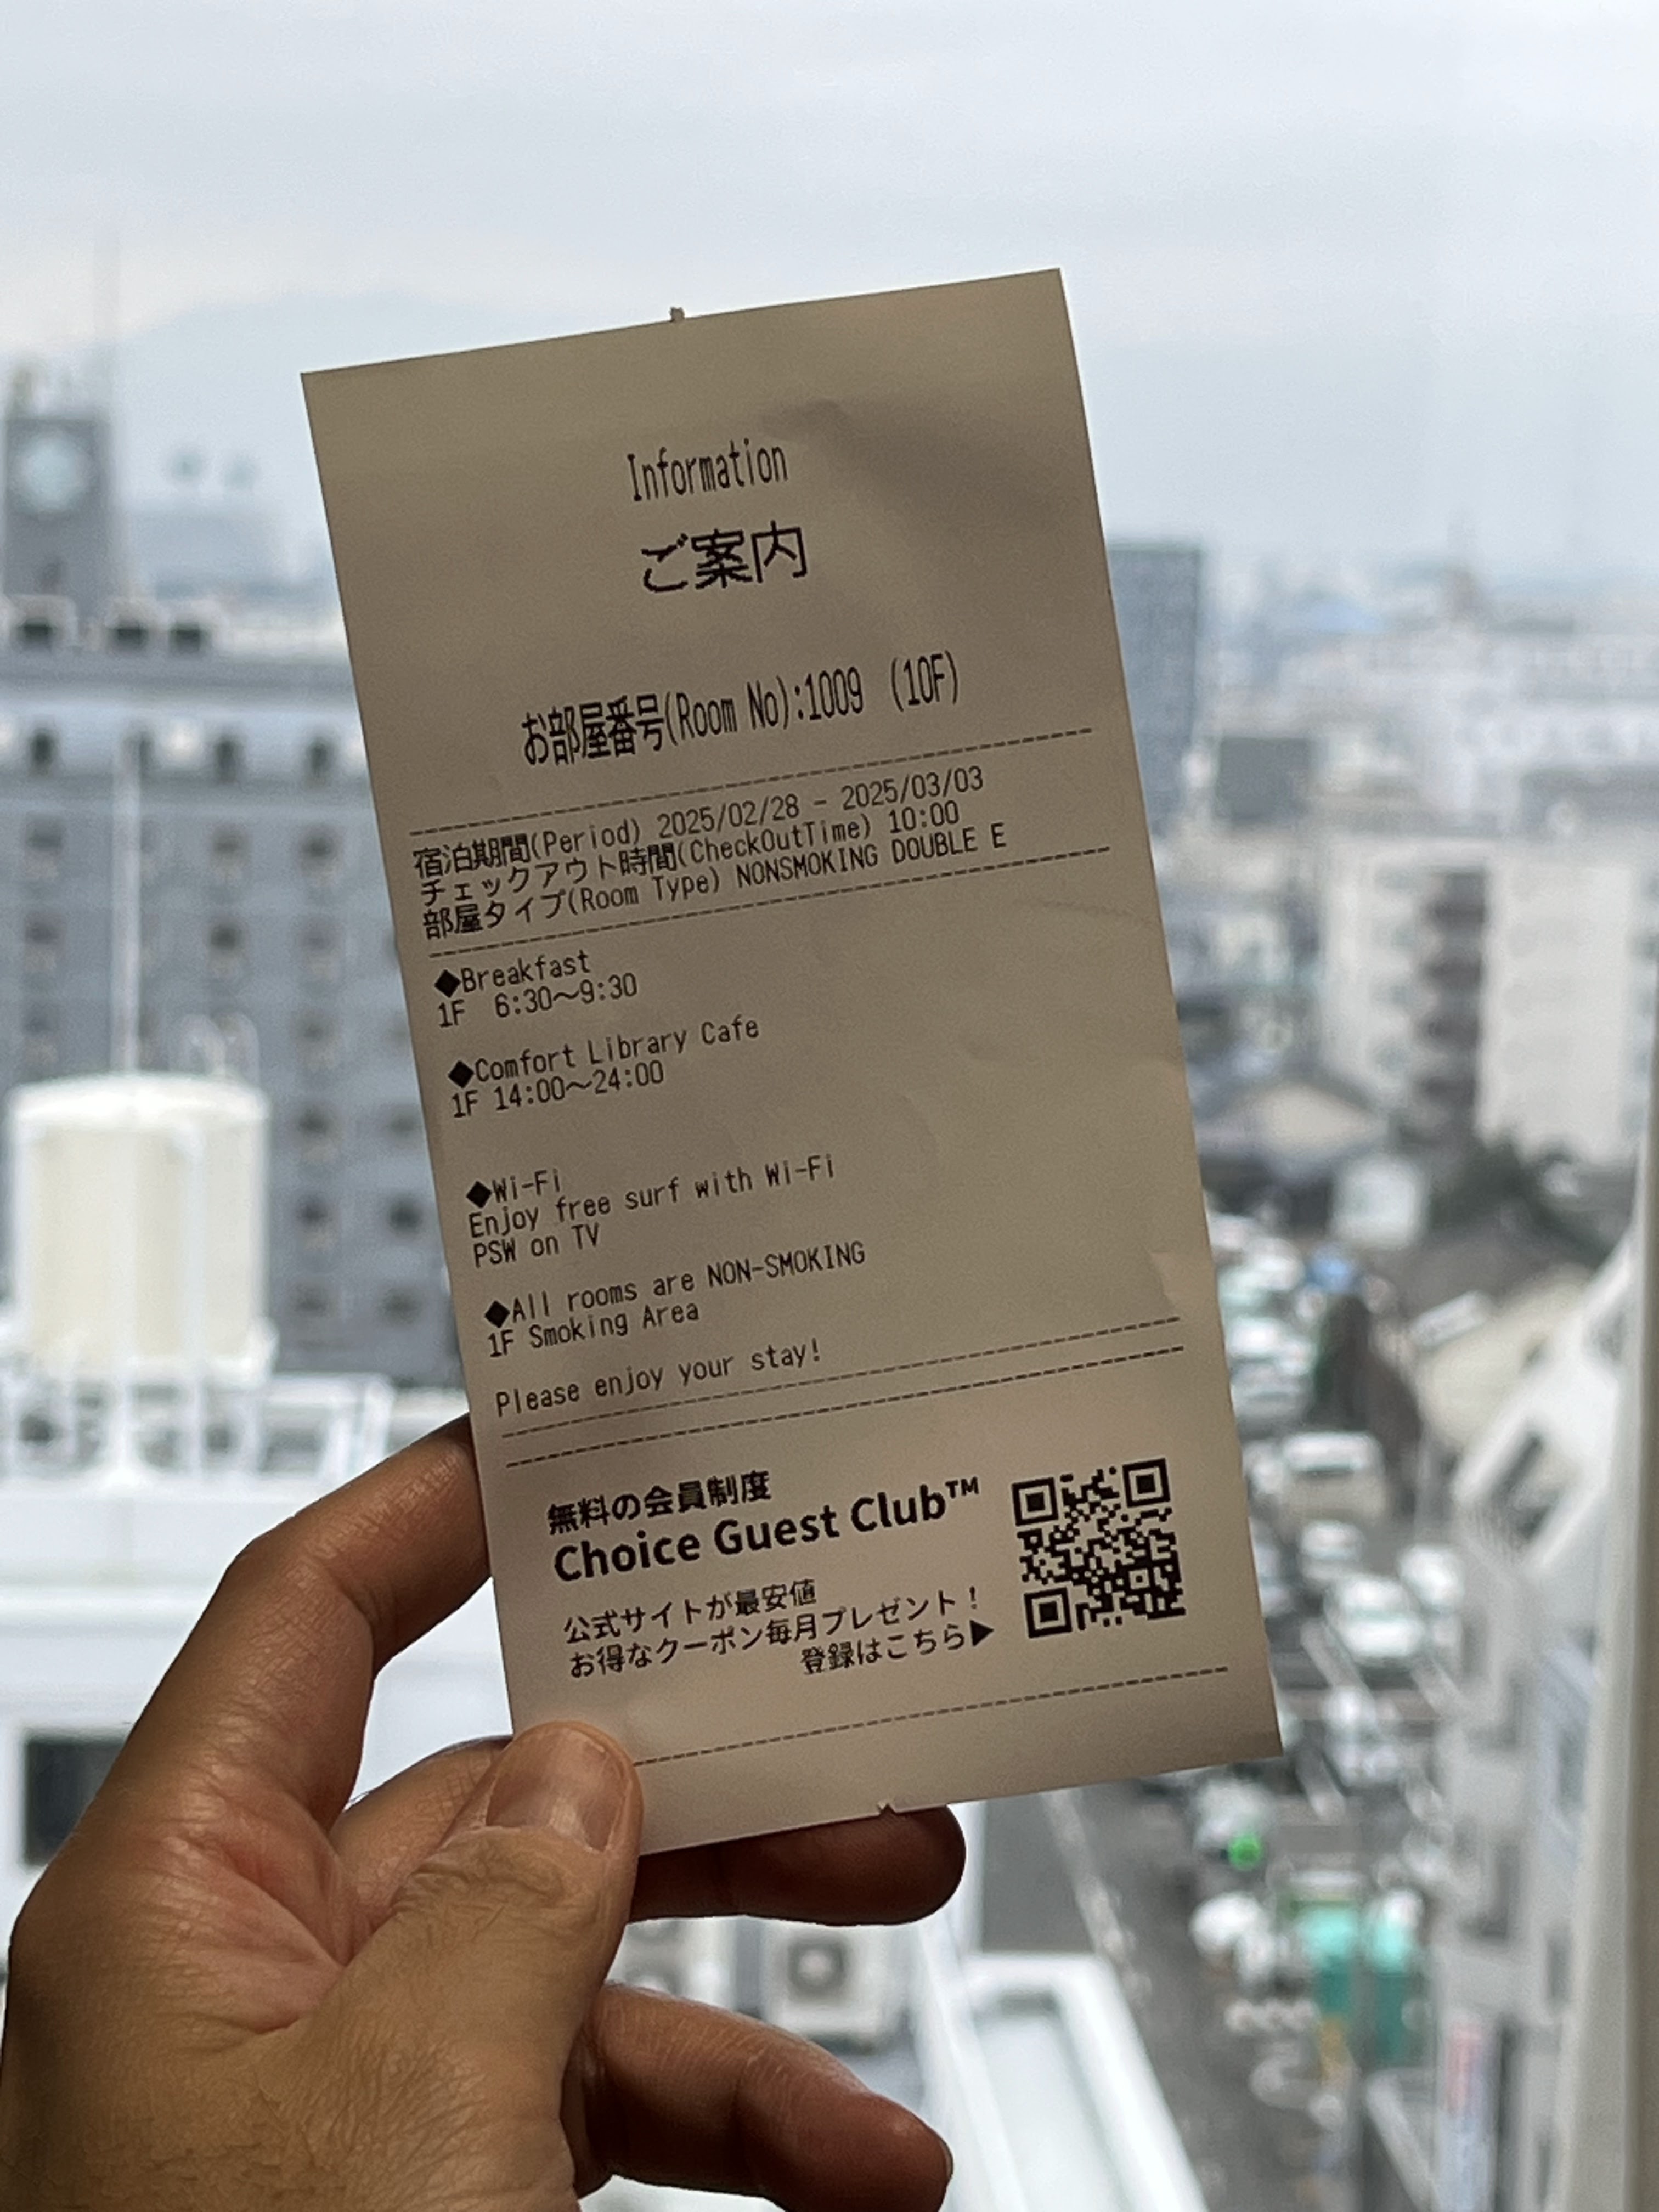 Information
ご案内
お部屋番号(Room No):1009 (10F)
宿泊期間(Period) 2025/02/28 - 2025/03/03
チェックアウト時間(CheckOutTime) 10:00
部屋タイプ(Room Type) NONSMOKING DOUBLE E
◆Breakfast
1F 6:30～9:30
◆Comfort Library Cafe
1F 14:00～24:00
◆Wi-Fi
Enjoy free surf with Wi-Fi
PSW on TV
◆All rooms are NON-SMOKING
1F Smoking Area
Please enjoy your stay!
無料の会員制度
Choice Guest Club™
公式サイトが最安値
お得なクーポン毎月プレゼント！
登録はこちら▶